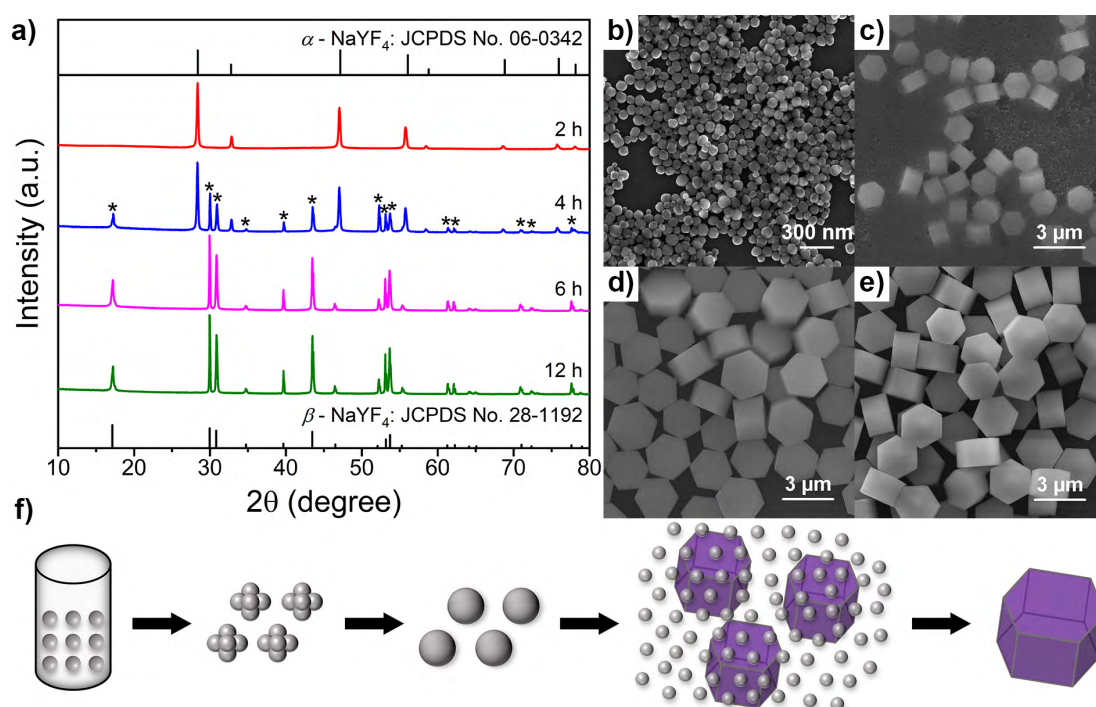 a)
α - NaYF₄: JCPDS No. 06-0342
2 h
* * * * * * * * * * * * * *
4 h
6 h
12 h
β - NaYF₄: JCPDS No. 28-1192
10 20 30 40 50 60 70 80
2θ (degree)
Intensity (a.u.)
b)
300 nm
c)
3 µm
d)
3 µm
e)
3 µm
f)